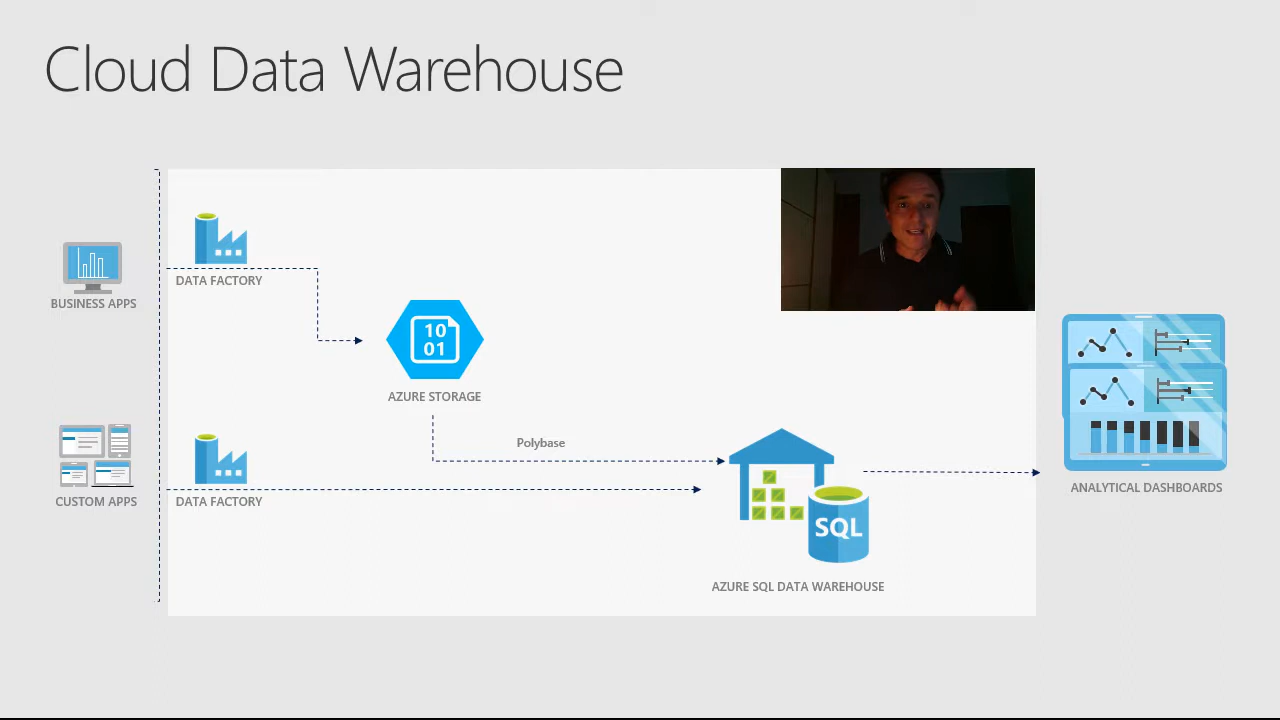 Cloud Data Warehouse
DATA FACTORY
BUSINESS APPS
10
01
AZURE STORAGE
Polybase
CUSTOM APPS
DATA FACTORY
SQL
AZURE SQL DATA WAREHOUSE
ANALYTICAL DASHBOARDS